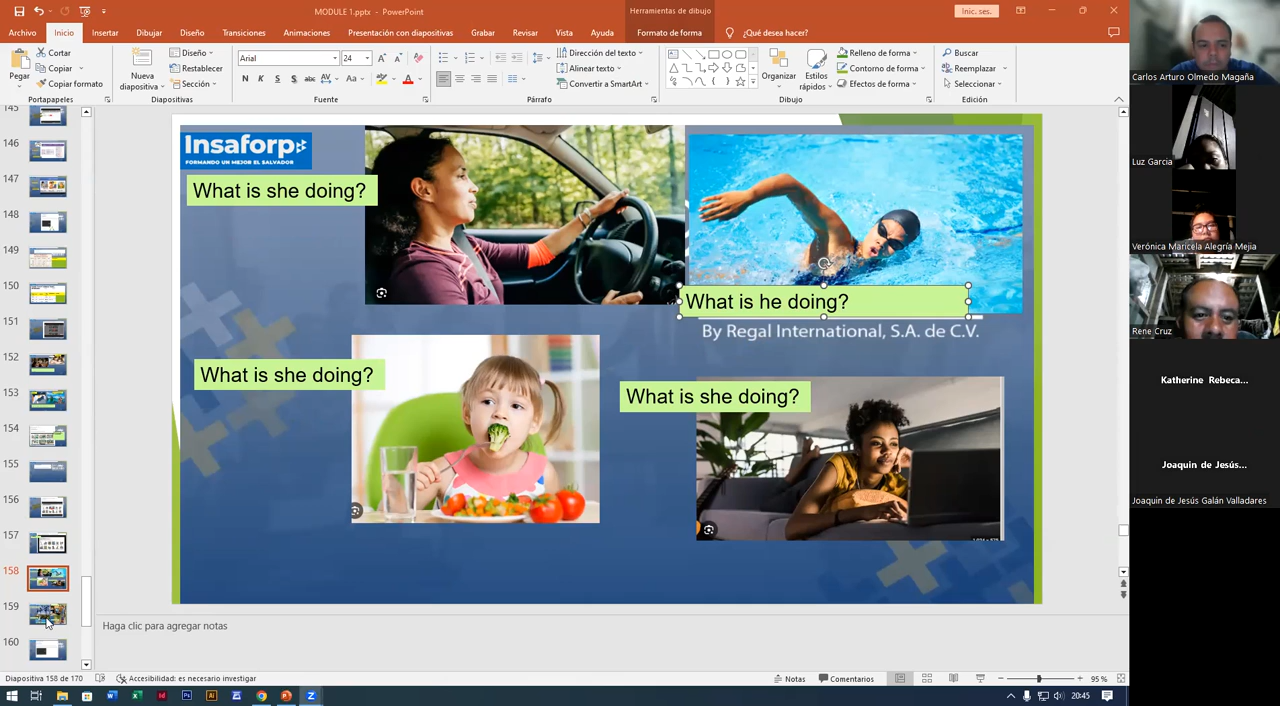 MODULE 1.pptx - PowerPoint
Herramientas de dibujo
Inic. ses.
Archivo
Inicio
Insertar
Dibujar
Diseño
Transiciones
Animaciones
Presentación con diapositivas
Grabar
Revisar
Vista
Ayuda
Formato de forma
¿Qué desea hacer?
Pegar
Cortar
Copiar
Copiar formato
Portapapeles
Nueva diapositiva
Diseño
Restablecer
Sección
Diapositivas
Arial
24
N K S S abc AV Aa A
Fuente
Párrafo
Dirección del texto
Alinear texto
Convertir a SmartArt
Organizar
Estilos rápidos
Relleno de forma
Contorno de forma
Efectos de forma
Dibujo
Buscar
Reemplazar
Seleccionar
Edición
145
146
147
148
149
150
151
152
153
154
155
156
157
158
159
160
Insaforp
FORMANDO UN MEJOR EL SALVADOR
What is she doing?
What is he doing?
By Regal International, S.A. de C.V.
What is she doing?
What is she doing?
Haga clic para agregar notas
Diapositiva 158 de 170
Accesibilidad: es necesario investigar
Notas
Comentarios
95 %
20:45
Carlos Arturo Olmedo Magaña
Luz Garcia
Verónica Maricela Alegría Mejia
Rene Cruz
Katherine Rebeca...
Joaquin de Jesús...
Joaquin de Jesús Galán Valladares